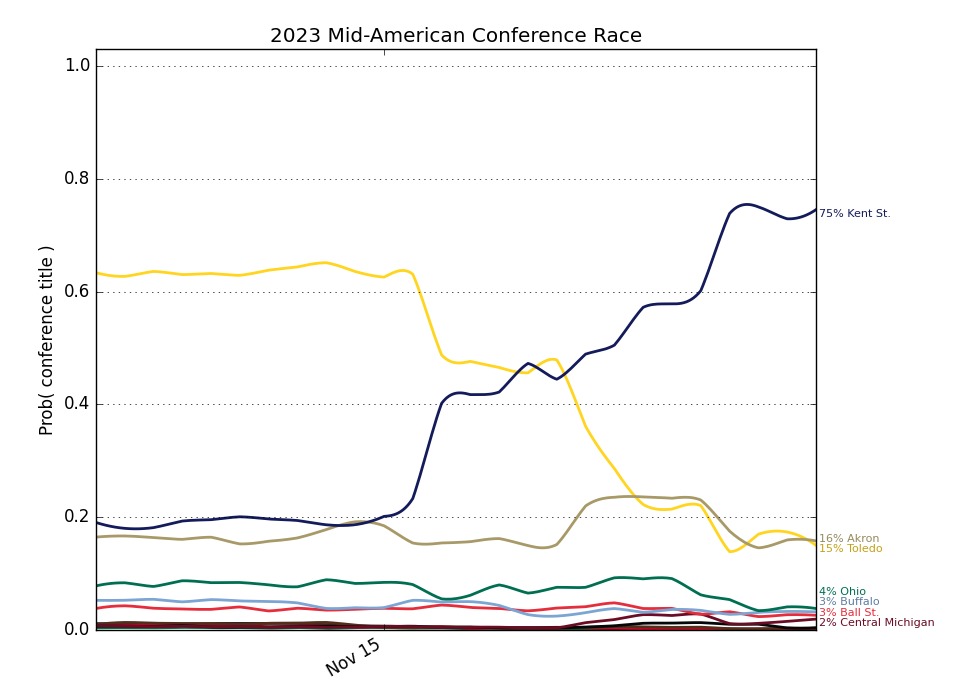 2023 Mid-American Conference Race
1.0
0.8
0.6
0.4
0.2
0.0
Prob( conference title )
Nov 15
75% Kent St.
16% Akron
15% Toledo
4% Ohio
3% Buffalo
3% Ball St.
2% Central Michigan